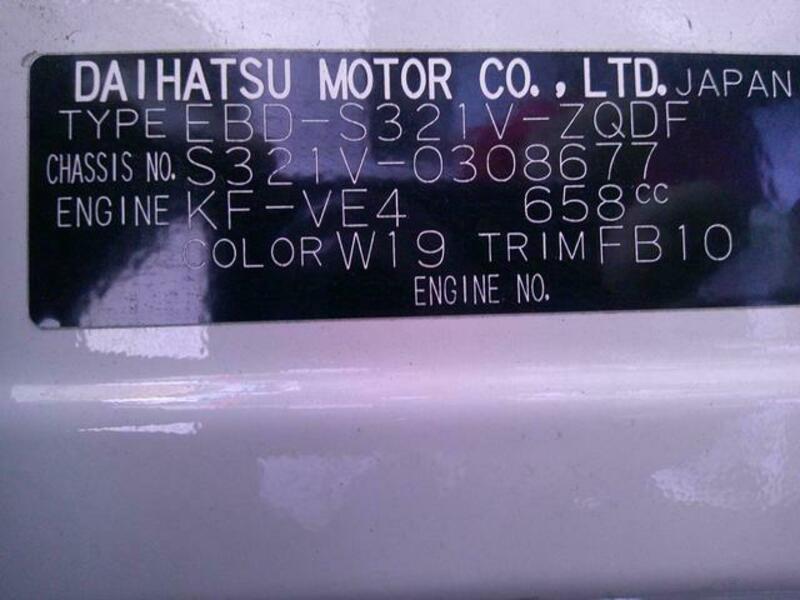 DAIHATSU MOTOR CO.,LTD. JAPAN
TYPE EBD-S321V-ZQDF
CHASSIS NO. S321V-0308677
ENGINE KF-VE4 658cc
COLOR W19 TRIM FB10
ENGINE NO.